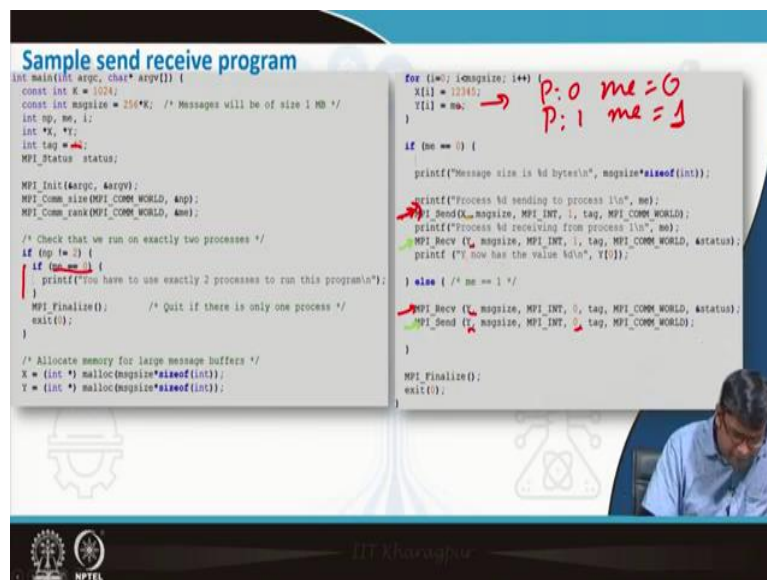 Sample send receive program
int main(int argc, char* argv[]) {
const int K = 1024;
const int msgsize = 256*K; /* Messages will be of size 1 MB */
int np, me, i;
int *X, *Y;
int tag =
MPI_Status status;
MPI_Init(&argc, &argv);
MPI_Comm_size(MPI_COMM_WORLD, &np);
MPI_Comm_rank(MPI_COMM_WORLD, &me);
/* Check that we run on exactly two processes */
if (np != 2) {
if (me == 0) {
printf("You have to use exactly 2 processes to run this program\n");
}
MPI_Finalize(); /* Quit if there is only one process */
exit(0);
}
/* Allocate memory for large message buffers */
X = (int *) malloc(msgsize*sizeof(int));
Y = (int *) malloc(msgsize*sizeof(int));
for (i=0; i<msgsize; i++) {
X[i] = 12345;
Y[i] = me;
}
P: 0 me = 0
P: 1 me = 1
if (me == 0) {
printf("Message size is %d bytes\n", msgsize*sizeof(int));
printf("Process %d sending to process 1\n", me);
MPI_Send(X, msgsize, MPI_INT, 1, tag, MPI_COMM_WORLD);
printf("Process %d receiving from process 1\n", me);
MPI_Recv (Y, msgsize, MPI_INT, 1, tag, MPI_COMM_WORLD, &status);
printf ("Y now has the value %d\n", Y[0]);
} else { /* me == 1 */
MPI_Recv (Y, msgsize, MPI_INT, 0, tag, MPI_COMM_WORLD, &status);
MPI_Send (Y, msgsize, MPI_INT, 0, tag, MPI_COMM_WORLD);
}
MPI_Finalize();
exit(0);
}
IIT Kharagpur
NPTEL